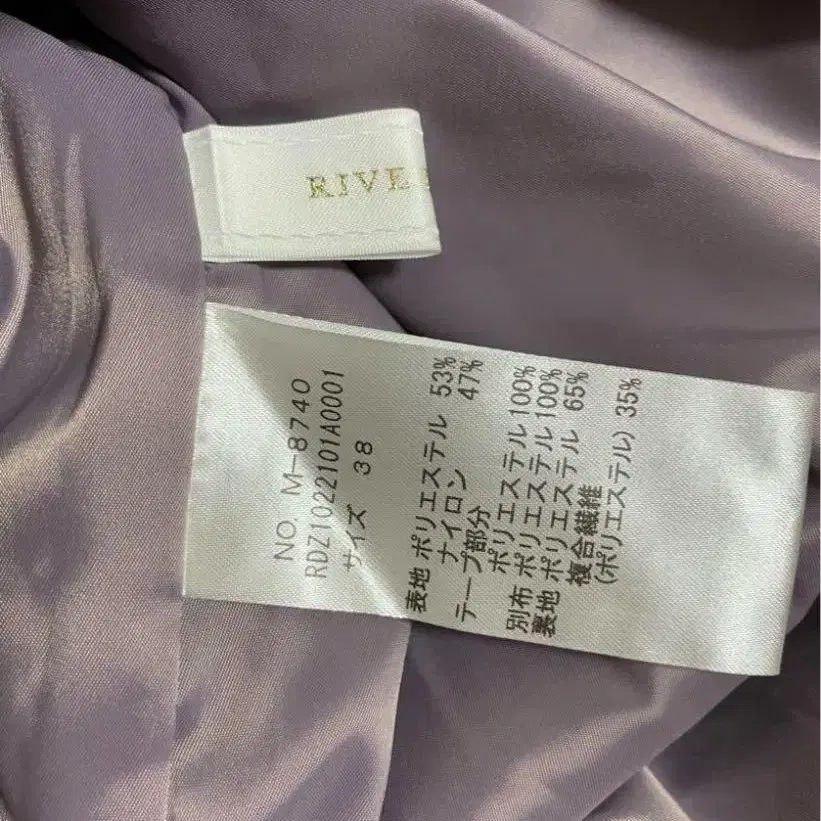 RIVE
NO. M-8740
RDZ1022101A0001
サイズ 38
表地 ポリエステル 53%
ナイロン 47%
テープ部分
ポリエステル 100%
別布 ポリエステル 100%
裏地 ポリエステル 65%
複合繊維
(ポリエステル) 35%